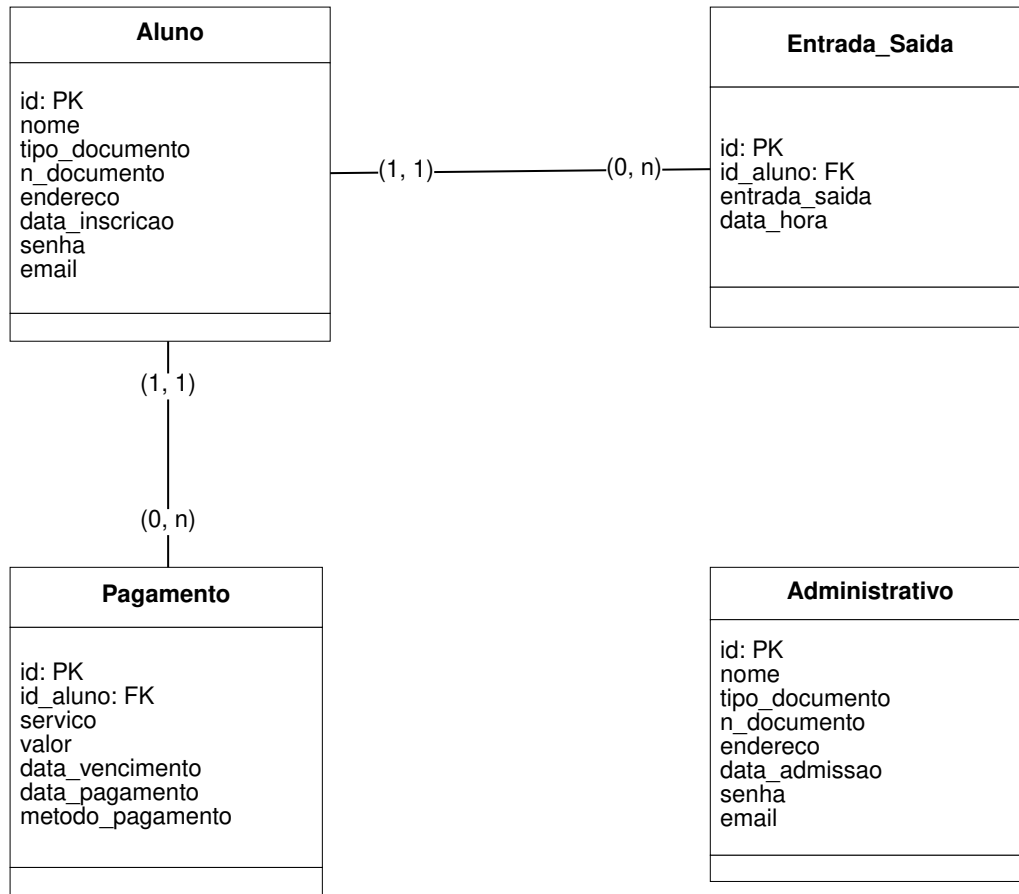 Aluno
id: PK
nome
tipo_documento
n_documento
endereco
data_inscricao
senha
email
(1, 1)
(0, n)
Entrada_Saida
id: PK
id_aluno: FK
entrada_saida
data_hora
(1, 1)
(0, n)
Pagamento
id: PK
id_aluno: FK
servico
valor
data_vencimento
data_pagamento
metodo_pagamento
Administrativo
id: PK
nome
tipo_documento
n_documento
endereco
data_admissao
senha
email